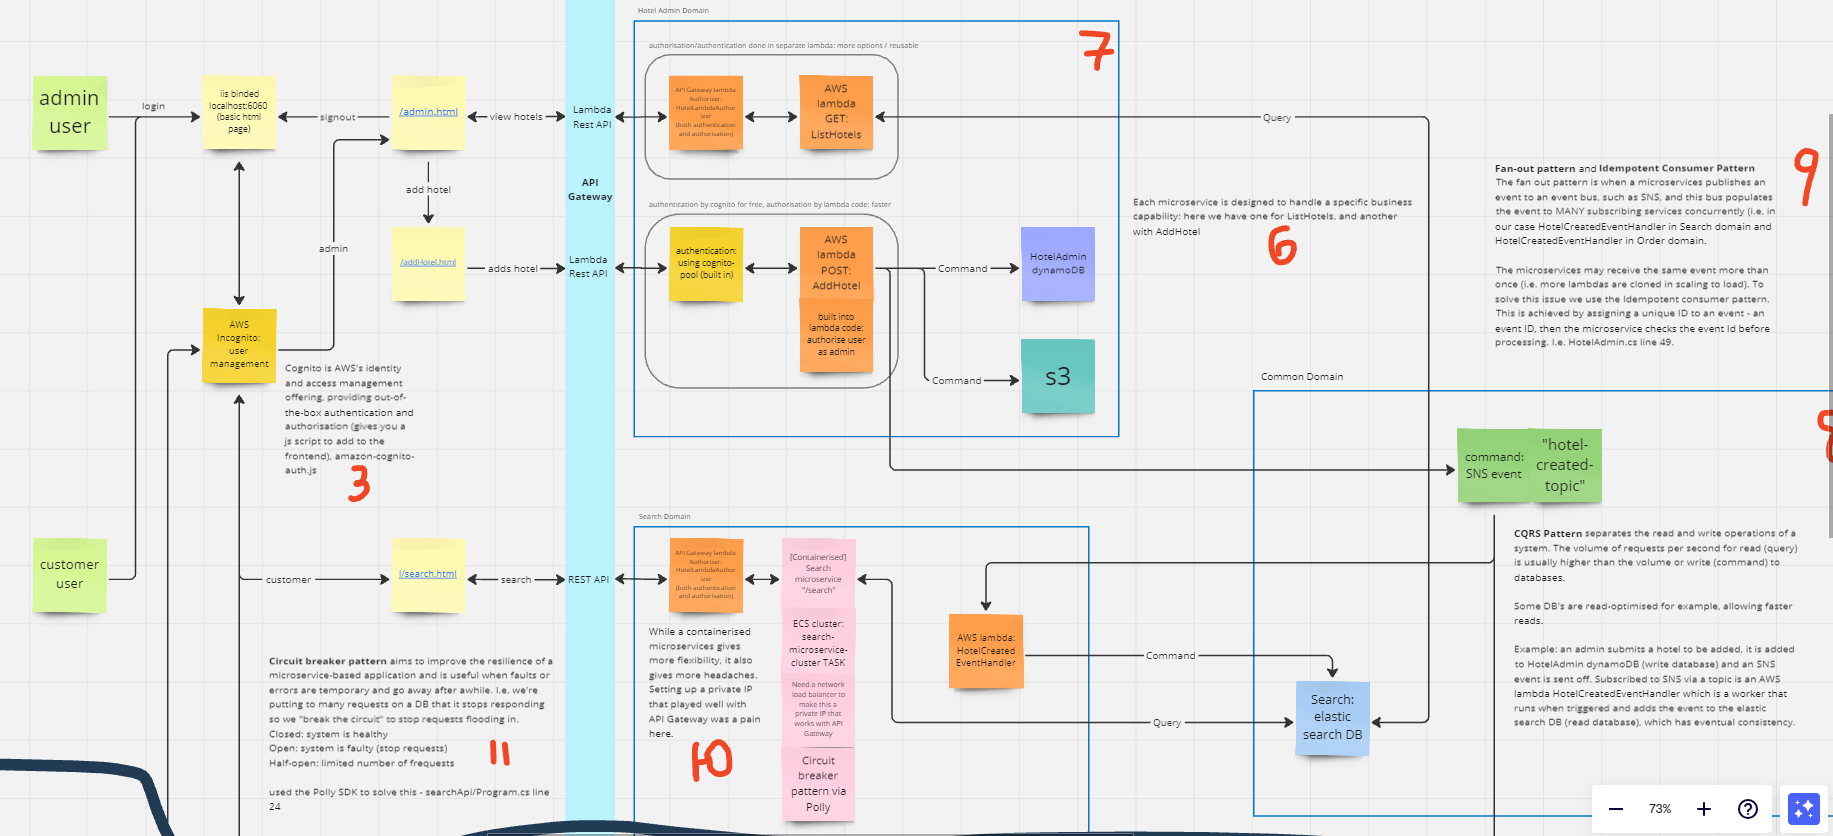 Hotel Admin Domain
7
authorisation/authentication done in separate lambda: more options / reusable
admin
user
login
iis binded
localhost:6060
(basic html
page)
signout
/admin.html
view hotels
Lambda
Rest API
API Gateway lambda
Authorizer:
HotelLambdaAuthor
izer
(both authentication
and authorisation)
AWS
lambda
GET:
ListHotels
Query
add hotel
API
Gateway
authentication by cognito for free, authorisation by lambda code: faster
admin
/addHotel.html
adds hotel
Lambda
Rest API
authentication:
using cognito-
pool (built in)
AWS
lambda
POST:
AddHotel
built into
lambda code:
authorise user
as admin
Command
HotelAdmin
dynamoDB
Command
s3
Each microservice is designed to handle a specific business
capability: here we have one for ListHotels, and another
with AddHotel
6
Fan-out pattern and Idempotent Consumer Pattern
The fan out pattern is when a microservices publishes an
event to an event bus, such as SNS, and this bus populates
the event to MANY subscribing services concurrently (i.e. in
our case HotelCreatedEventHandler in Search domain and
HotelCreatedEventHandler in Order domain.
The microservices may receive the same event more than
once (i.e. more lambdas are cloned in scaling to load). To
solve this issue we use the Idempotent consumer pattern.
This is achieved by assigning a unique ID to an event - an
event ID, then the microservice checks the event Id before
processing. I.e. HotelAdmin.cs line 49.
9
AWS
Incognito:
user
management
Cognito is AWS's identity
and access management
offering, providing out-of-
the-box authentication and
authorisation (gives you a
js script to add to the
frontend), amazon-cognito-
auth.js
3
Common Domain
command:
SNS event
"hotel-
created-
topic"
Search Domain
customer
user
customer
l/search.html
search
REST API
API Gateway lambda
Authorizer:
HotelLambdaAuthor
izer
(both authentication
and authorisation)
[Containerised]
Search
microservice
"/search"
ECS cluster:
search-
microservice-
cluster TASK
Need a network
load balancer to
make this a
private IP that
works with API
Gateway
Circuit
breaker
pattern via
Polly
While a containerised
microservices gives
more flexibility, it also
gives more headaches.
Setting up a private IP
that played well with
API Gateway was a pain
here.
10
AWS lambda:
HotelCreated
EventHandler
Command
Query
Search:
elastic
search DB
CQRS Pattern separates the read and write operations of a
system. The volume of requests per second for read (query)
is usually higher than the volume or write (command) to
databases.
Some DB's are read-optimised for example, allowing faster
reads.
Example: an admin submits a hotel to be added, it is added
to HotelAdmin dynamoDB (write database) and an SNS
event is sent off. Subscribed to SNS via a topic is an AWS
lambda HotelCreatedEventHandler which is a worker that
runs when triggered and adds the event to the elastic
search DB (read database), which has eventual consistency.
Circuit breaker pattern aims to improve the resilience of a
microservice-based application and is useful when faults or
errors are temporary and go away after awhile. I.e. we're
putting to many requests on a DB that it stops responding
so we "break the circuit" to stop requests flooding in.
Closed: system is healthy
Open: system is faulty (stop requests)
Half-open: limited number of frequests
used the Polly SDK to solve this - searchApi/Program.cs line
24
11
73%